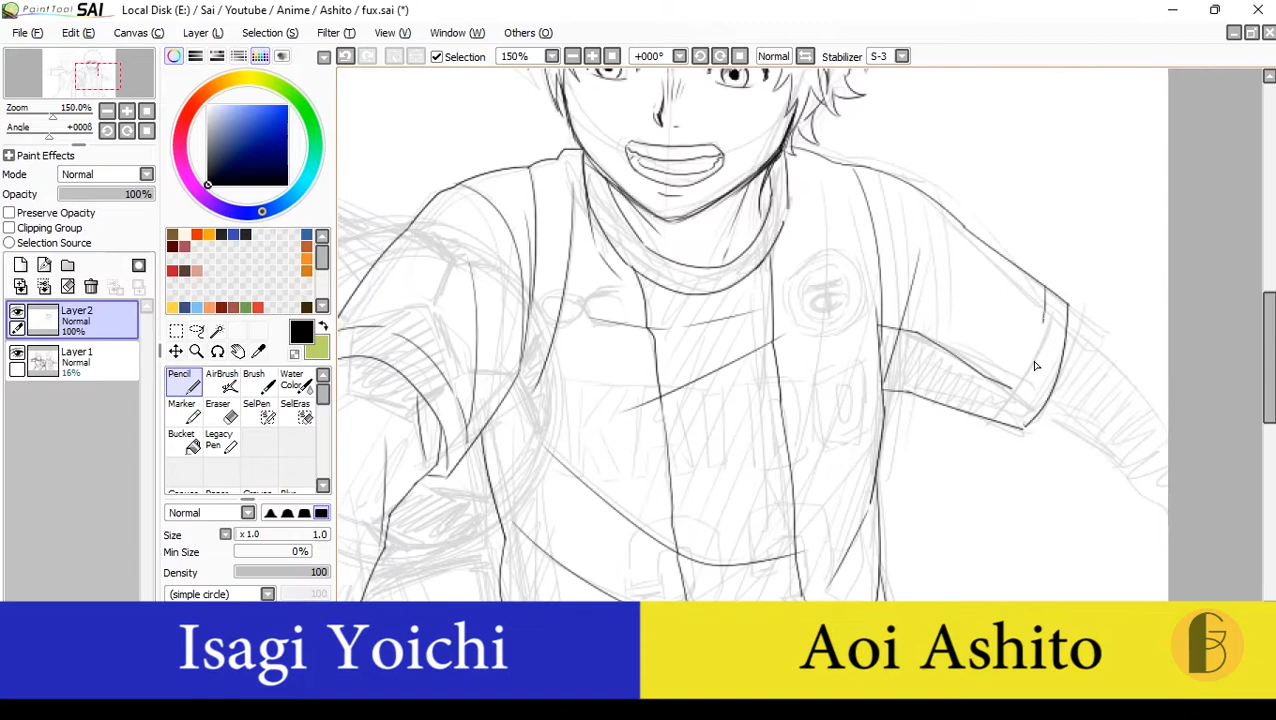 PaintTool SAI Local Disk (E:) / Sai / Youtube / Anime / Ashito / fux.sai (*)
File (F) Edit (E) Canvas (C) Layer (L) Selection (S) Filter (T) View (V) Window (W) Others (O)
Selection 150% +000° Normal Stabilizer S-3
Zoom 150.0%
Angle +000º
Paint Effects
Mode Normal
Opacity 100%
Preserve Opacity
Clipping Group
Selection Source
Layer2
Normal
100%
Layer1
Normal
16%
Pencil AirBrush Brush Water Color
Marker Eraser SelPen SelEras
Bucket Legacy Pen
Normal
Size x 1.0 1.0
Min Size 0%
Density 100
(simple circle) 100
Isagi Yoichi
Aoi Ashito